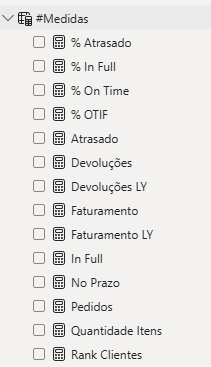 #Medidas
% Atrasado
% In Full
% On Time
% OTIF
Atrasado
Devoluções
Devoluções LY
Faturamento
Faturamento LY
In Full
No Prazo
Pedidos
Quantidade Itens
Rank Clientes